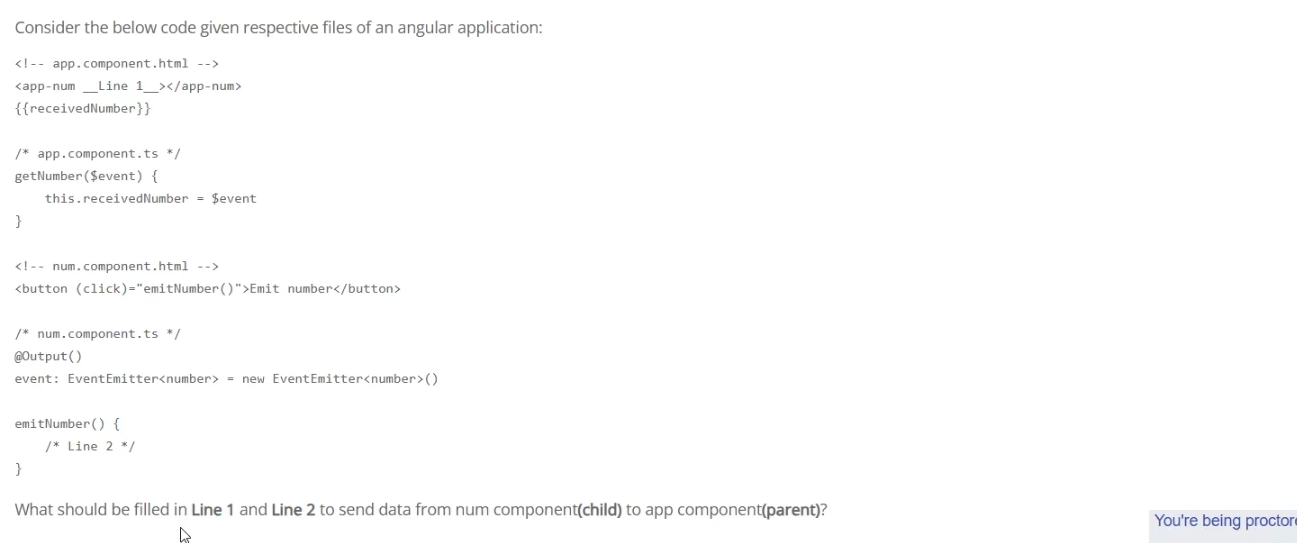 Consider the below code given respective files of an angular application:
<!-- app.component.html -->
<app-num __Line 1__></app-num>
{{receivedNumber}}
/* app.component.ts */
getNumber($event) {
    this.receivedNumber = $event
}
<!-- num.component.html -->
<button (click)="emitNumber()">Emit number</button>
/* num.component.ts */
@Output()
event: EventEmitter<number> = new EventEmitter<number>()
emitNumber() {
    /* Line 2 */
}
What should be filled in Line 1 and Line 2 to send data from num component(child) to app component(parent)?
You're being proctore